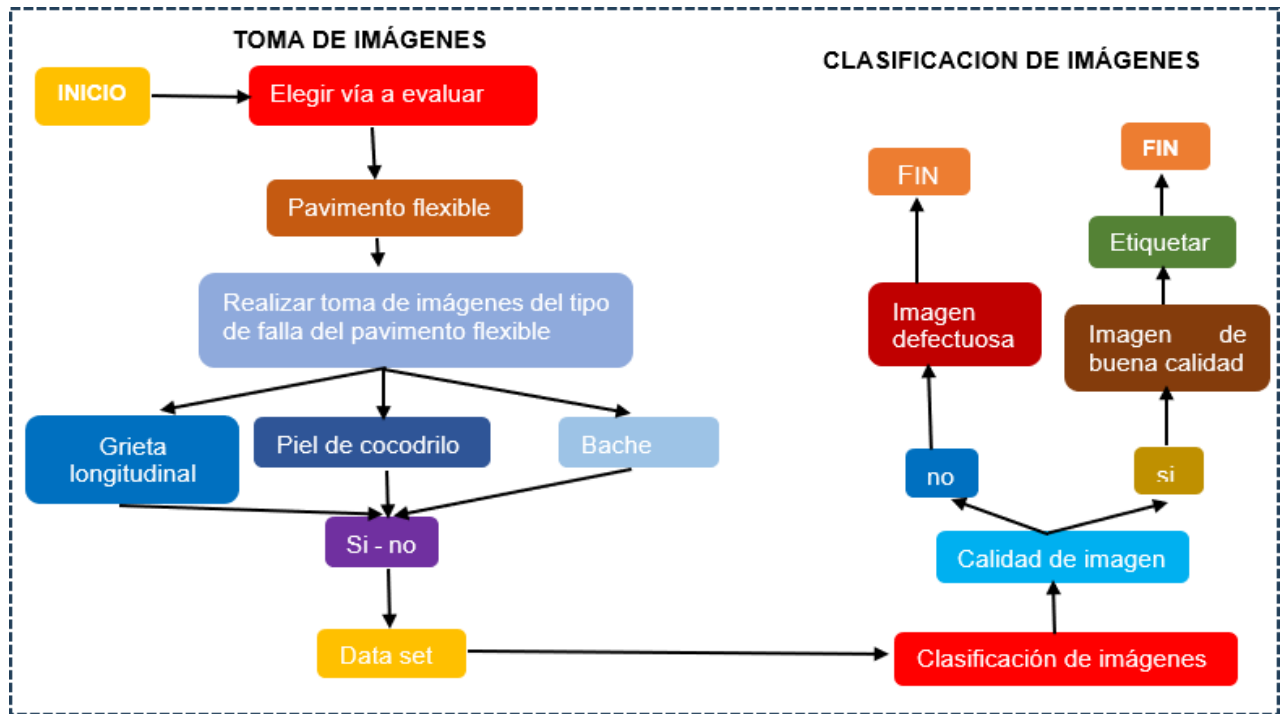 TOMA DE IMÁGENES
INICIO
Elegir vía a evaluar
Pavimento flexible
Realizar toma de imágenes del tipo
de falla del pavimento flexible
Grieta
longitudinal
Piel de cocodrilo
Bache
Si - no
Data set
CLASIFICACION DE IMÁGENES
FIN
FIN
Etiquetar
Imagen
defectuosa
Imagen de
buena calidad
no
si
Calidad de imagen
Clasificación de imágenes